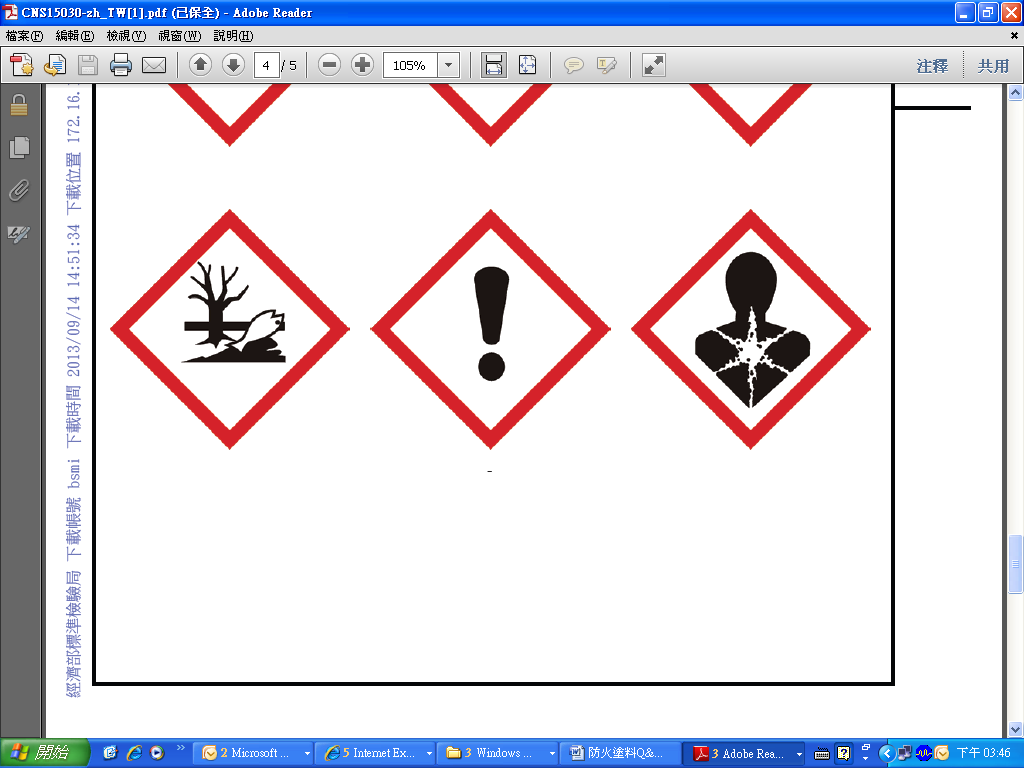 CNS15030-zh_TW[1].pdf (已保全) - Adobe Reader
檔案(F) 編輯(E) 檢視(V) 視窗(W) 說明(H)
4 / 5 105% 注釋 共用
經濟部標準檢驗局 下載帳號 bsmi 下載時間 2013/09/14 14:51:34 下載位置 172.16.
開始 2 Microsoft ... 5 Internet Ex... 3 Windows ... 防火塗料Q&... 3 Adobe Rea... 下午 03:46